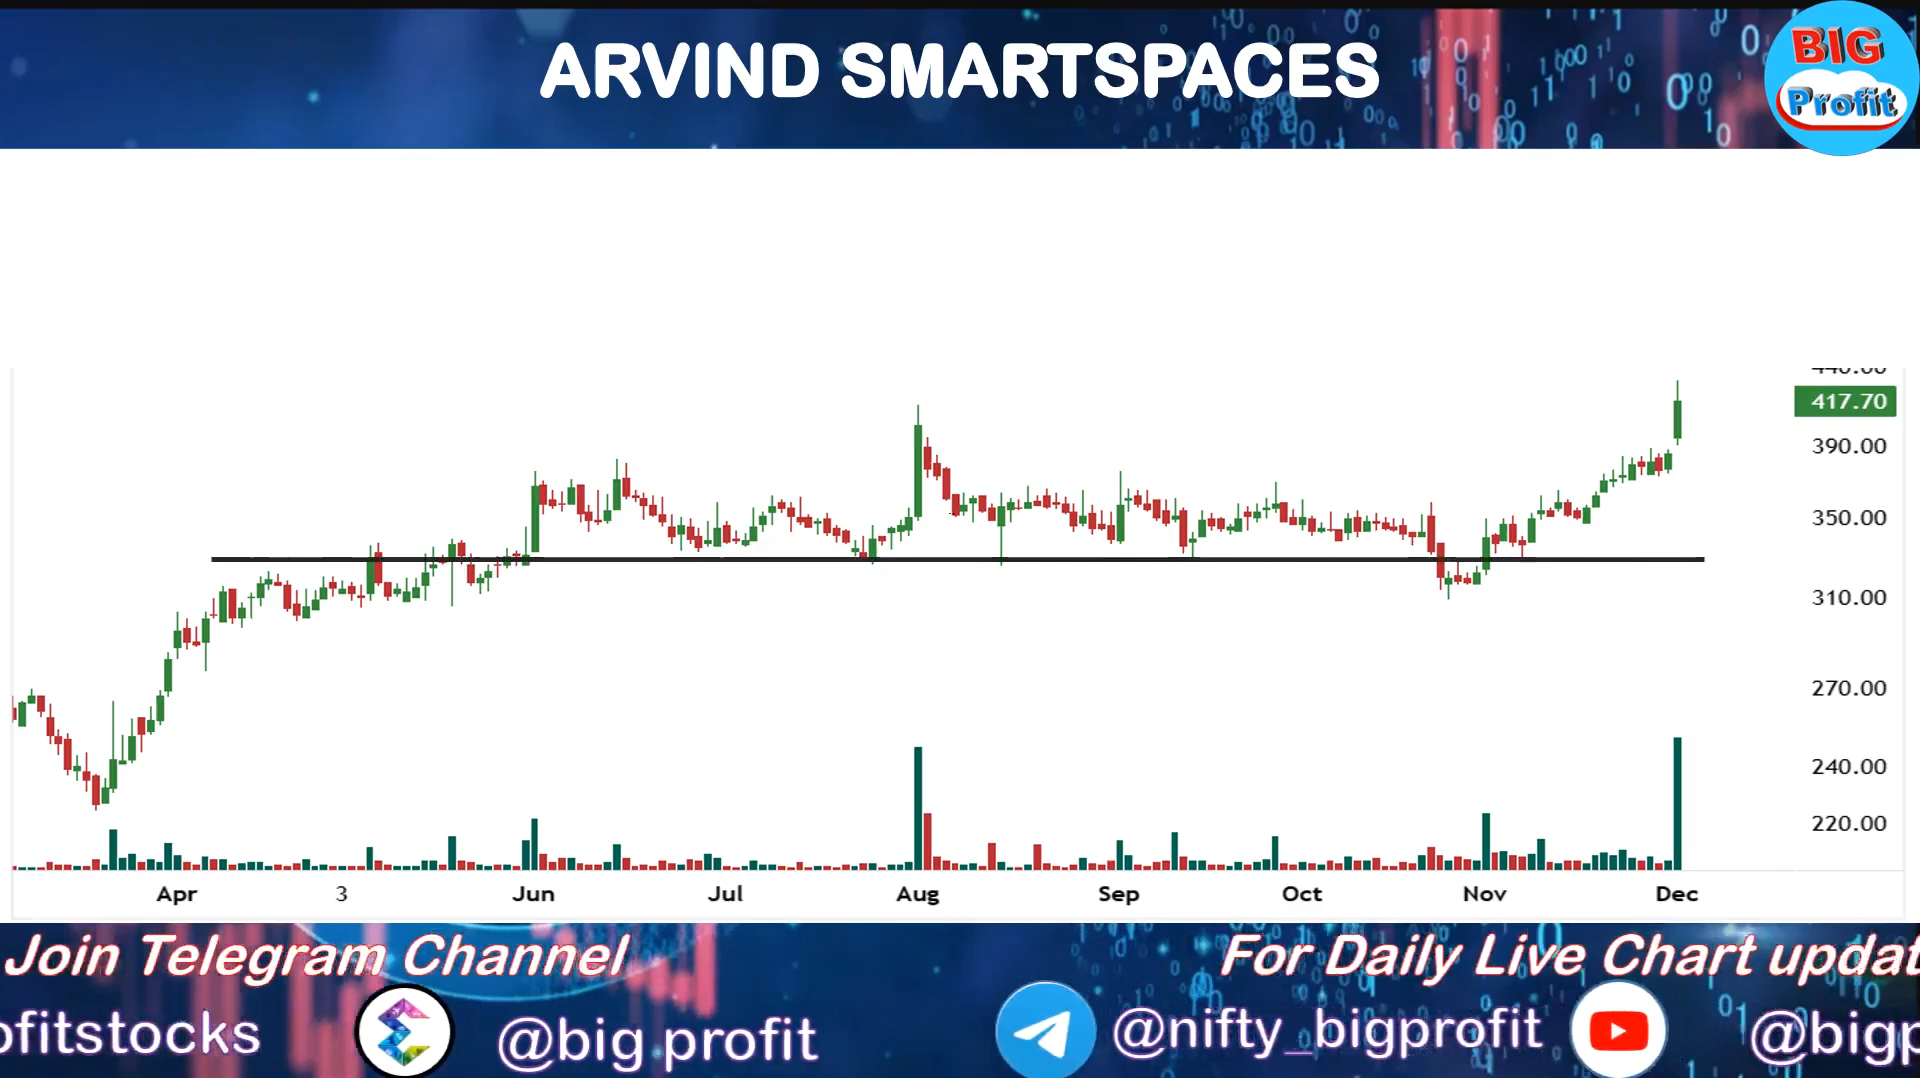 ARVIND SMARTSPACES
BIG
Profit
440.00
417.70
390.00
350.00
310.00
270.00
240.00
220.00
Apr 3 Jun Jul Aug Sep Oct Nov Dec
Join Telegram Channel For Daily Live Chart updat
ofitstocks @big profit @nifty_bigprofit @bigp